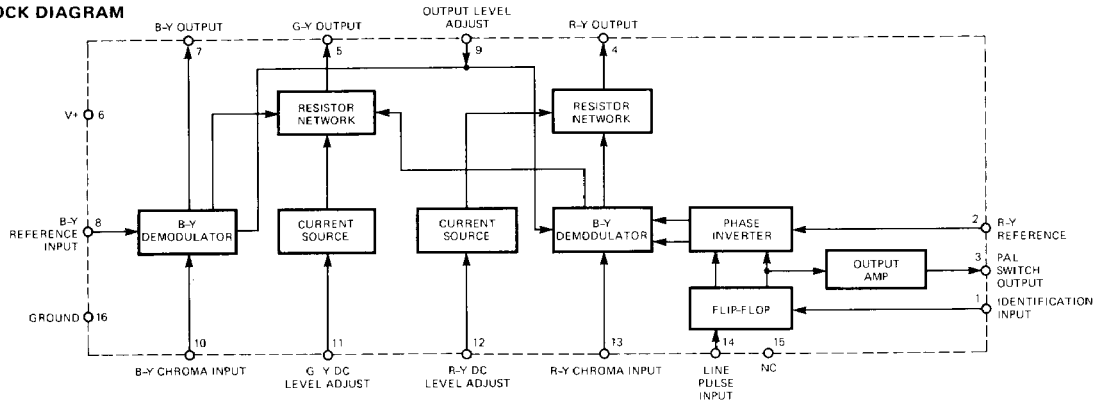 OCK DIAGRAM
B–Y OUTPUT
G–Y OUTPUT
OUTPUT LEVEL
ADJUST
R–Y OUTPUT
7
5
9
4
V+
6
RESISTOR
NETWORK
RESISTOR
NETWORK
B–Y
REFERENCE
INPUT
8
B–Y
DEMODULATOR
CURRENT
SOURCE
CURRENT
SOURCE
B–Y
DEMODULATOR
PHASE
INVERTER
2
R–Y
REFERENCE
OUTPUT
AMP
3
PAL
SWITCH
OUTPUT
FLIP-FLOP
1
IDENTIFICATION
INPUT
GROUND
16
10
11
12
13
14
15
B–Y CHROMA INPUT
G Y DC
LEVEL ADJUST
R–Y DC
LEVEL ADJUST
R–Y CHROMA INPUT
LINE
PULSE
INPUT
NC